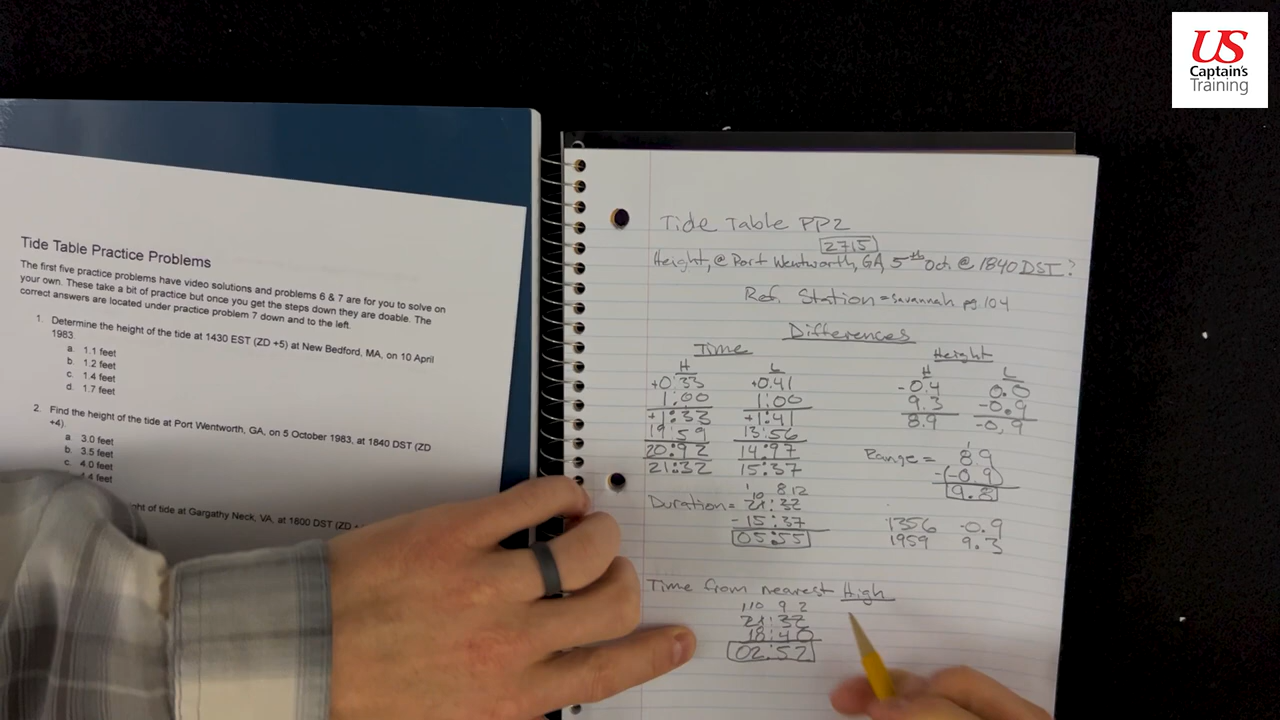 US
Captain's
Training
Tide Table Practice Problems
The first five practice problems have video solutions and problems 6 & 7 are for you to solve on
your own. These take a bit of practice but once you get the steps down they are doable. The
correct answers are located under practice problem 7 down and to the left.
1. Determine the height of the tide at 1430 EST (ZD +5) at New Bedford, MA, on 10 April
1983.
a. 1.1 feet
b. 1.2 feet
c. 1.4 feet
d. 1.7 feet
2. Find the height of the tide at Port Wentworth, GA, on 5 October 1983, at 1840 DST (ZD
+4).
a. 3.0 feet
b. 3.5 feet
c. 4.0 feet
.4 feet
ght of tide at Gargathy Neck, VA, at 1800 DST (ZD +
Tide Table PP2
2715
Height, @ Port Wentworth, GA, 5th Oct @ 1840 DST?
Ref. Station = Savannah pg 104
Differences
Time
Height
H L
H L
+0:33 +0:41
1:00 1:00
+1:33 +1:41
19:59 13:56
20:92 14:97
21:32 15:37
-0.4 0.0
9.3 -0.9
8.9 -0.9
Range = 8.9
-(-0.9)
9.8
Duration = 21:32
-15:37
05:55
1356 -0.9
1959 9.3
Time from nearest High
21:32
18:40
02:52